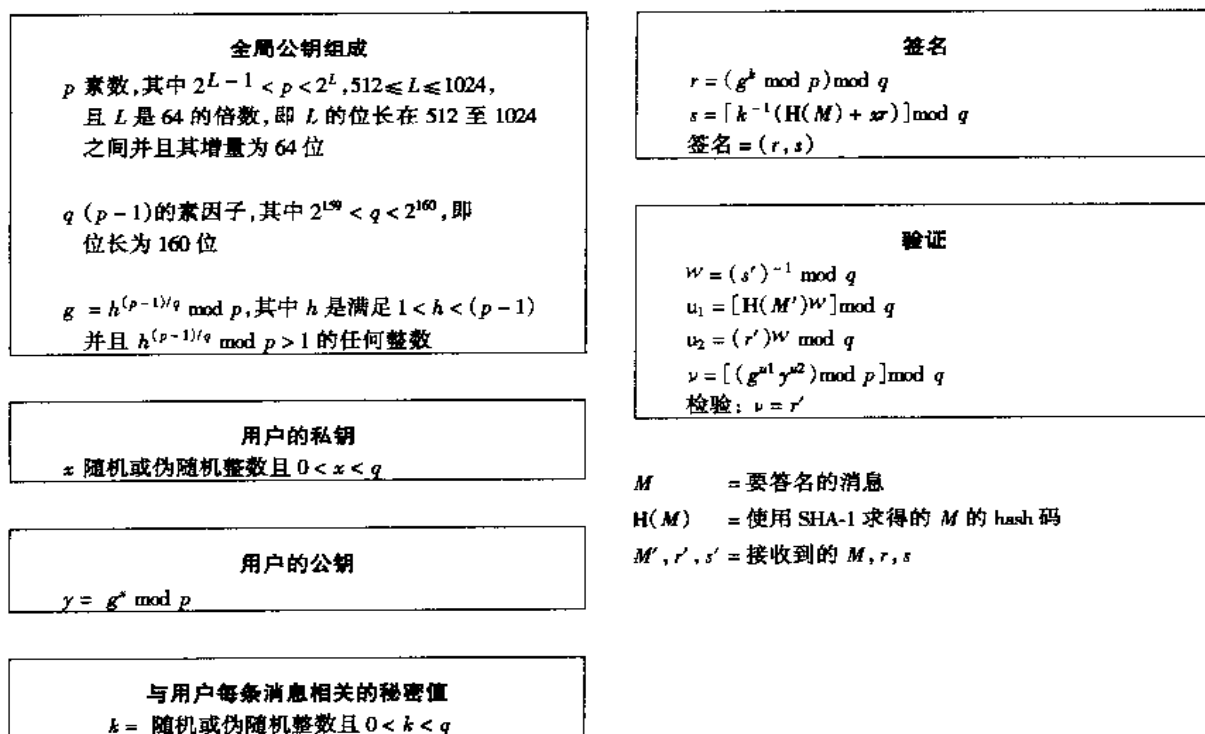 全局公钥组成
p 素数,其中 2^{L-1} < p < 2^L ,512≤L≤1024,
且 L 是 64 的倍数,即 L 的位长在 512 至 1024
之间并且其增量为 64 位
q (p-1)的素因子,其中 2^{159} < q < 2^{160} ,即
位长为 160 位
g = h^{(p-1)/q} mod p,其中 h 是满足 1 < h < (p-1)
并且 h^{(p-1)/q} mod p > 1 的任何整数
用户的私钥
x 随机或伪随机整数且 0 < x < q
用户的公钥
y = g^x mod p
与用户每条消息相关的秘密值
k = 随机或伪随机整数且 0 < k < q
签名
r = (g^k mod p)mod q
s = [k^{-1}(H(M) + xr)]mod q
签名 = (r,s)
验证
w = (s')^{-1} mod q
u_1 = [H(M')w]mod q
u_2 = (r')w mod q
v = [(g^{u1} y^{u2})mod p]mod q
检验: v = r'
M = 要答名的消息
H(M) = 使用 SHA-1 求得的 M 的 hash 码
M', r', s' = 接收到的 M, r, s